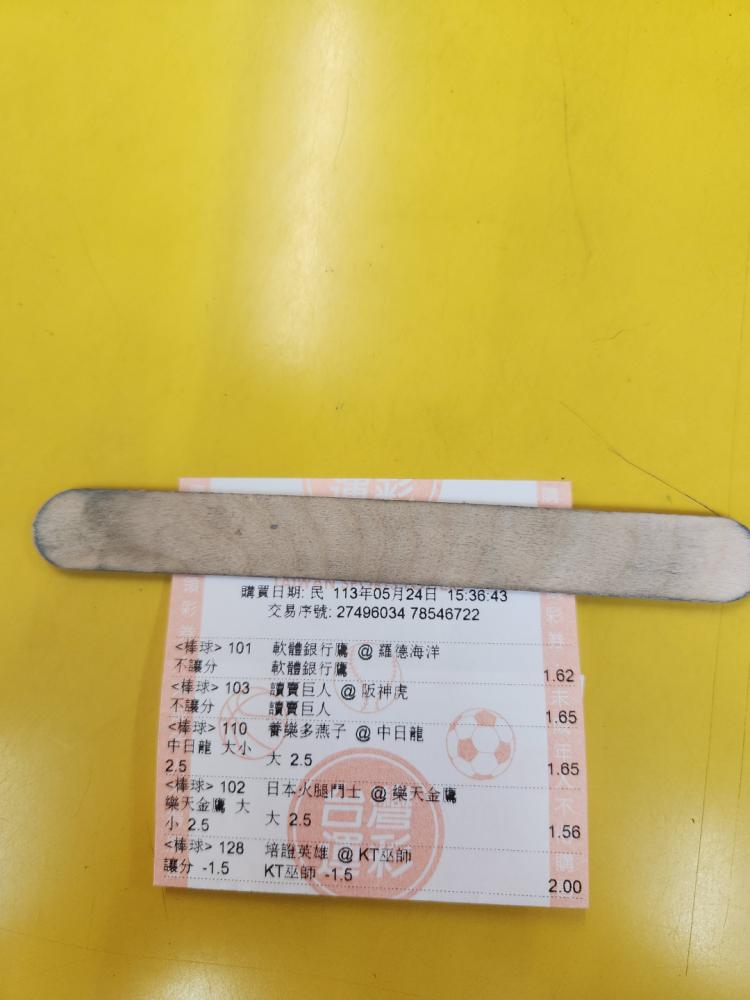 運彩
購買日期: 民 113年05月24日 15:36:43
交易序號: 27496034 78546722
<棒球> 101 軟體銀行鷹 @ 羅德海洋
不讓分 軟體銀行鷹 1.62
<棒球> 103 讀賣巨人 @ 阪神虎
不讓分 讀賣巨人 1.65
<棒球> 110 養樂多燕子 @ 中日龍
中日龍 大小
2.5 大 2.5 1.65
<棒球> 102 日本火腿鬥士 @ 樂天金鷹
樂天金鷹 大
小 2.5 大 2.5 1.56
<棒球> 128 培證英雄 @ KT巫師
讓分 -1.5 KT巫師 -1.5 2.00
台灣
運彩